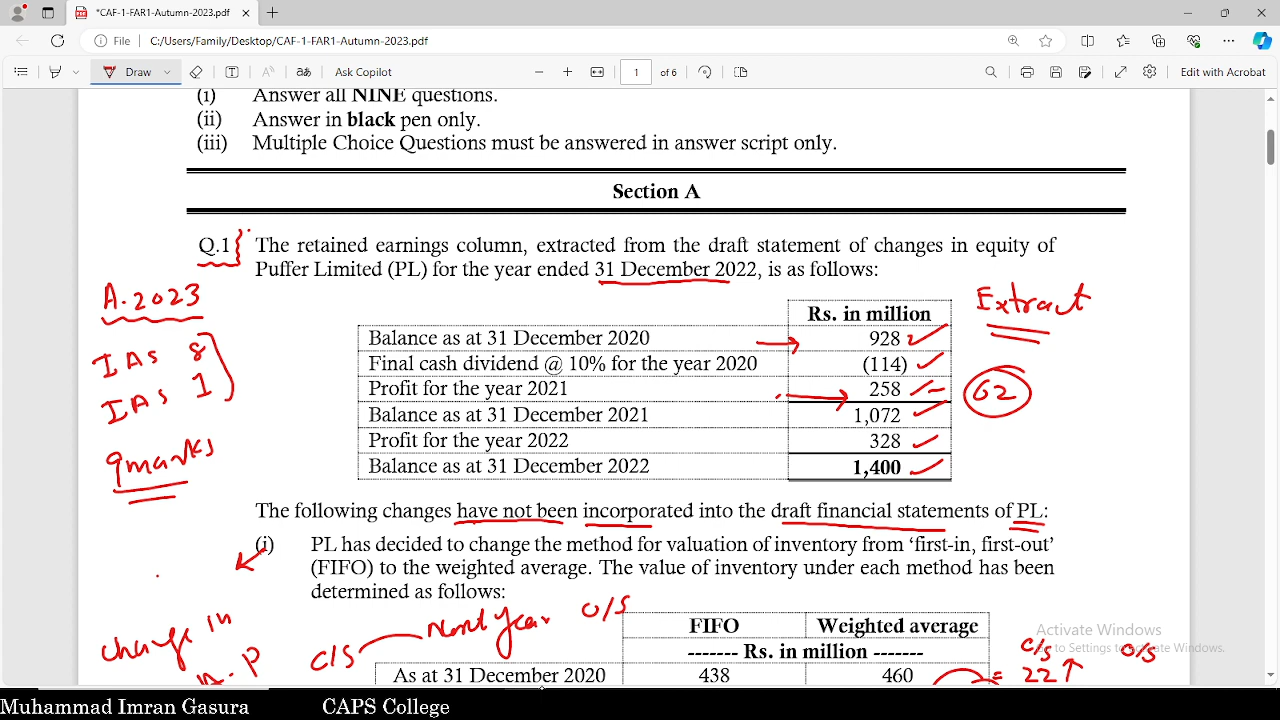 *CAF-1-FAR1-Autumn-2023.pdf
File C:/Users/Family/Desktop/CAF-1-FAR1-Autumn-2023.pdf
Draw Ask Copilot 1 of 6 Edit with Acrobat
(i) Answer all NINE questions.
(ii) Answer in black pen only.
(iii) Multiple Choice Questions must be answered in answer script only.
Section A
Q.1 The retained earnings column, extracted from the draft statement of changes in equity of
Puffer Limited (PL) for the year ended 31 December 2022, is as follows:
A.2023
IAS 8
IAS 1
9marks
Extract
62
Rs. in million
Balance as at 31 December 2020 928
Final cash dividend @ 10% for the year 2020 (114)
Profit for the year 2021 258
Balance as at 31 December 2021 1,072
Profit for the year 2022 328
Balance as at 31 December 2022 1,400
The following changes have not been incorporated into the draft financial statements of PL:
(i) PL has decided to change the method for valuation of inventory from ‘first-in, first-out’
(FIFO) to the weighted average. The value of inventory under each method has been
determined as follows:
change in
A.P
C/S Next year O/S
FIFO Weighted average
------- Rs. in million -------
As at 31 December 2020 438 460
C/S O/S
= 22↑
Activate Windows
Go to Settings to activate Windows.
Muhammad Imran Gasura CAPS College